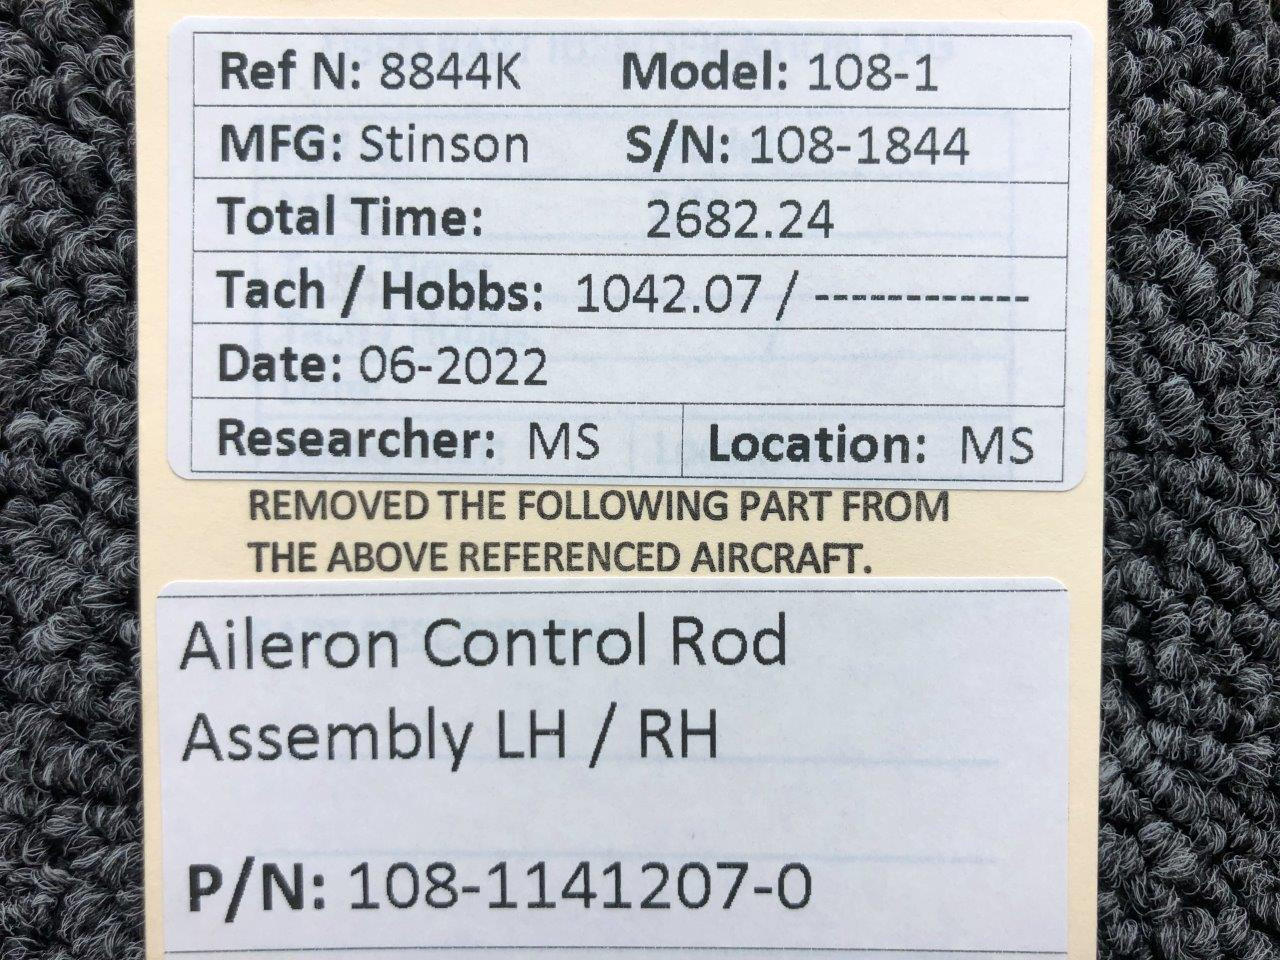 Ref N: 8844K Model: 108-1
MFG: Stinson S/N: 108-1844
Total Time: 2682.24
Tach / Hobbs: 1042.07 / ------------
Date: 06-2022
Researcher: MS Location: MS
REMOVED THE FOLLOWING PART FROM
THE ABOVE REFERENCED AIRCRAFT.
Aileron Control Rod
Assembly LH / RH
P/N: 108-1141207-0